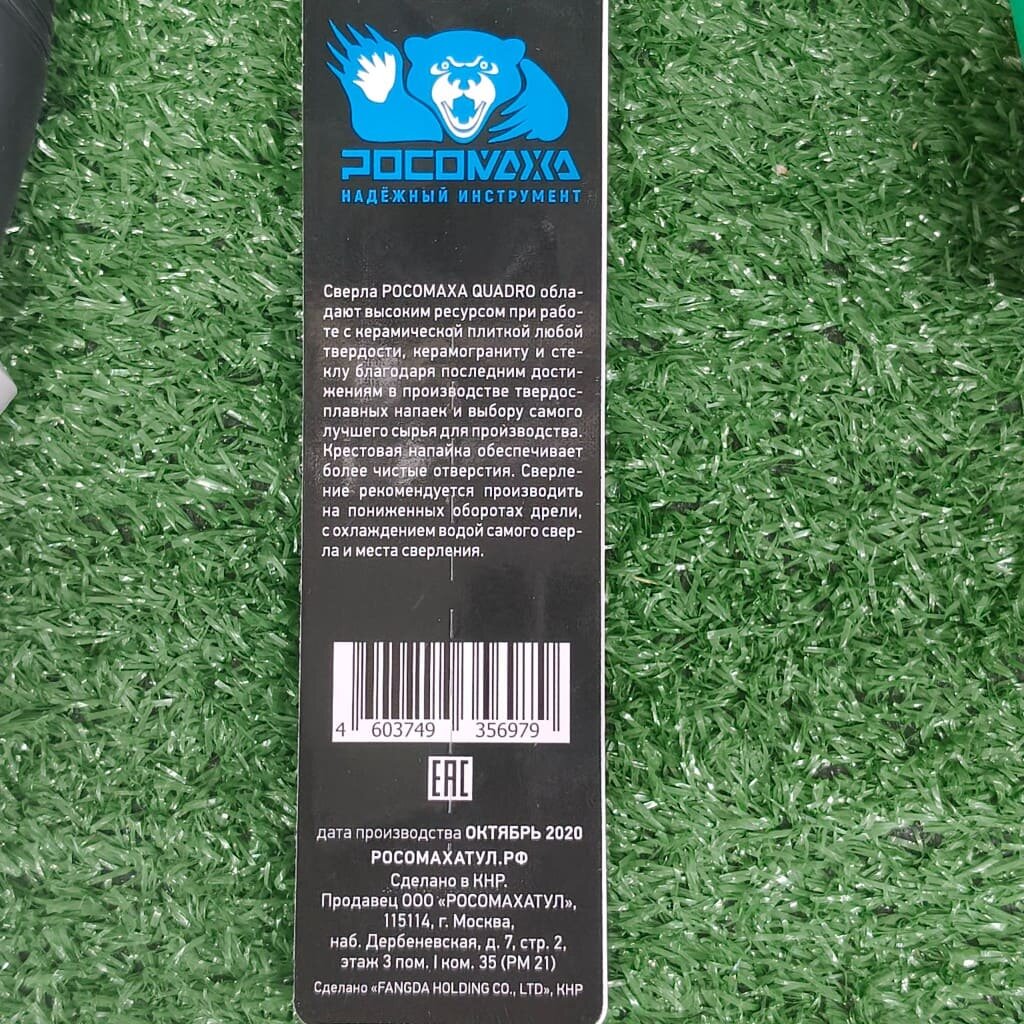 РОСОМАХА
НАДЁЖНЫЙ ИНСТРУМЕНТ
Сверла РОСОМАХА QUADRO обла-
дают высоким ресурсом при рабо-
те с керамической плиткой любой
твердости, керамограниту и сте-
клу благодаря последним дости-
жениям в производстве твердос-
плавных напаек и выбору самого
лучшего сырья для производства.
Крестовая напайка обеспечивает
более чистые отверстия. Сверле-
ние рекомендуется производить
на пониженных оборотах дрели,
с охлаждением водой самого свер-
ла и места сверления.
4 603749 356979
EAC
дата производства ОКТЯБРЬ 2020
РОСОМАХАТУЛ.РФ
Сделано в КНР.
Продавец ООО «РОСОМАХАТУЛ»,
115114, г. Москва,
наб. Дербеневская, д. 7, стр. 2,
этаж 3 пом. I ком. 35 (РМ 21)
Сделано «FANGDA HOLDING CO., LTD», КНР